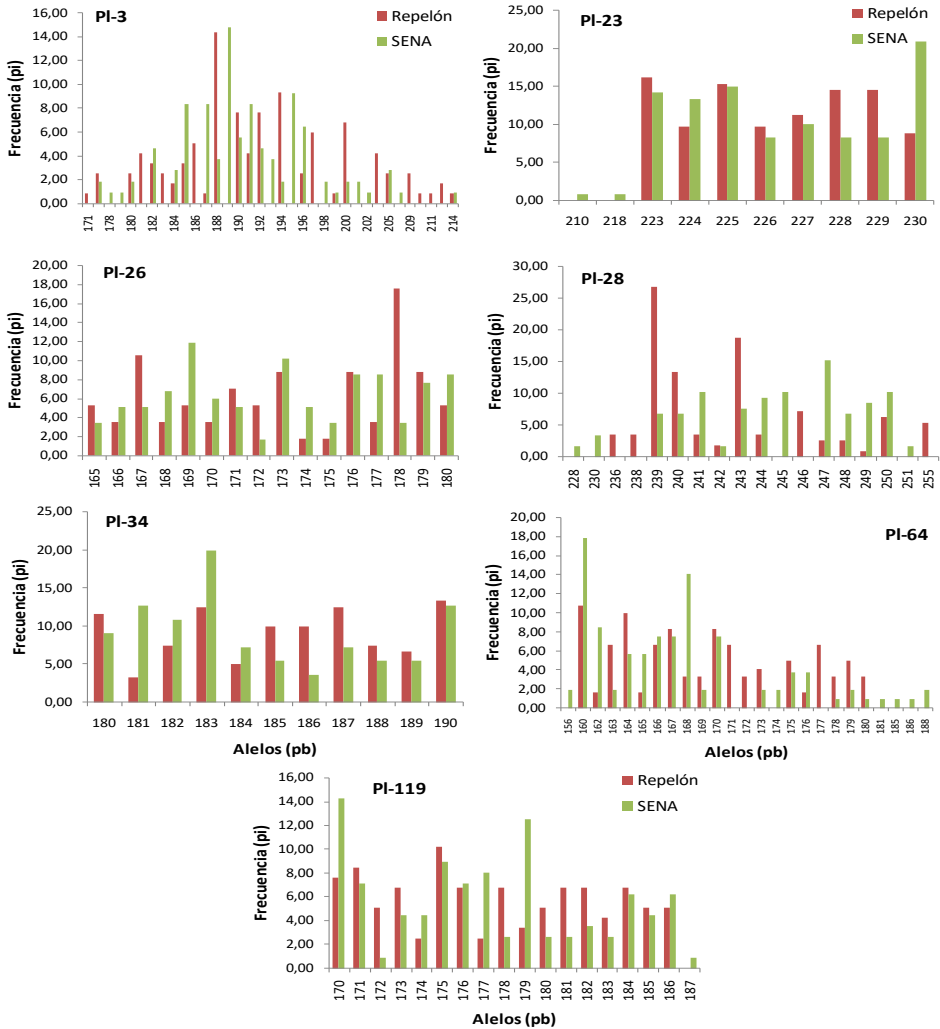 Pl-3
Repelón
SENA
Frecuencia (pi)
16,00
14,00
12,00
10,00
8,00
6,00
4,00
2,00
0,00
171 178 180 182 184 186 188 190 192 194 196 198 200 202 205 209 211 214
Pl-23
Repelón
SENA
Frecuencia (pi)
25,00
20,00
15,00
10,00
5,00
0,00
210 218 223 224 225 226 227 228 229 230
Pl-26
Frecuencia (pi)
20,00
18,00
16,00
14,00
12,00
10,00
8,00
6,00
4,00
2,00
0,00
165 166 167 168 169 170 171 172 173 174 175 176 177 178 179 180
Pl-28
Frecuencia (pi)
30,00
25,00
20,00
15,00
10,00
5,00
0,00
228 230 236 238 239 240 241 242 243 244 245 246 247 248 249 250 251 255
Pl-34
Frecuencia (pi)
25,00
20,00
15,00
10,00
5,00
0,00
180 181 182 183 184 185 186 187 188 189 190
Alelos (pb)
Pl-64
Frecuencia (pi)
20,00
18,00
16,00
14,00
12,00
10,00
8,00
6,00
4,00
2,00
0,00
156 160 162 163 164 165 166 167 168 169 170 171 172 173 174 175 176 177 178 179 180 181 185 186 188
Alelos (pb)
Pl-119
Repelón
SENA
Frecuencia (pi)
16,00
14,00
12,00
10,00
8,00
6,00
4,00
2,00
0,00
170 171 172 173 174 175 176 177 178 179 180 181 182 183 184 185 186 187
Alelos (pb)